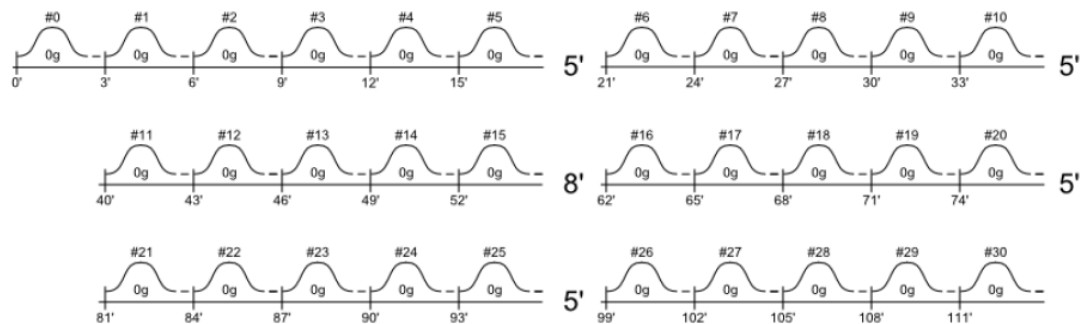 #0 #1 #2 #3 #4 #5 #6 #7 #8 #9 #10
0g 0g 0g 0g 0g 0g 0g 0g 0g 0g 0g
0' 3' 6' 9' 12' 15' 5' 21' 24' 27' 30' 33' 5'
#11 #12 #13 #14 #15 #16 #17 #18 #19 #20
0g 0g 0g 0g 0g 0g 0g 0g 0g 0g
40' 43' 46' 49' 52' 8' 62' 65' 68' 71' 74' 5'
#21 #22 #23 #24 #25 #26 #27 #28 #29 #30
0g 0g 0g 0g 0g 0g 0g 0g 0g 0g
81' 84' 87' 90' 93' 5' 99' 102' 105' 108' 111'